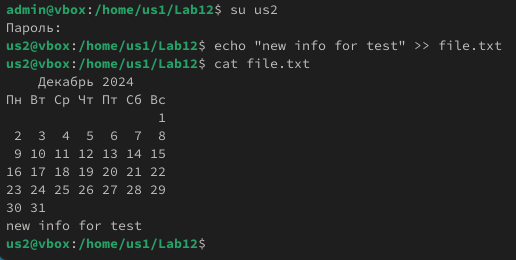 admin@vbox:/home/us1/Lab12$ su us2
Пароль:
us2@vbox:/home/us1/Lab12$ echo "new info for test" >> file.txt
us2@vbox:/home/us1/Lab12$ cat file.txt
    Декабрь 2024
Пн Вт Ср Чт Пт Сб Вс
                   1
 2  3  4  5  6  7  8
 9 10 11 12 13 14 15
16 17 18 19 20 21 22
23 24 25 26 27 28 29
30 31
new info for test
us2@vbox:/home/us1/Lab12$